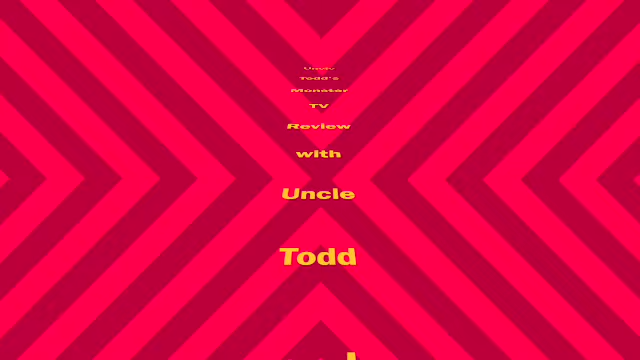 Uncle
Todd's
Monster
TV
Review
with
Uncle
Todd